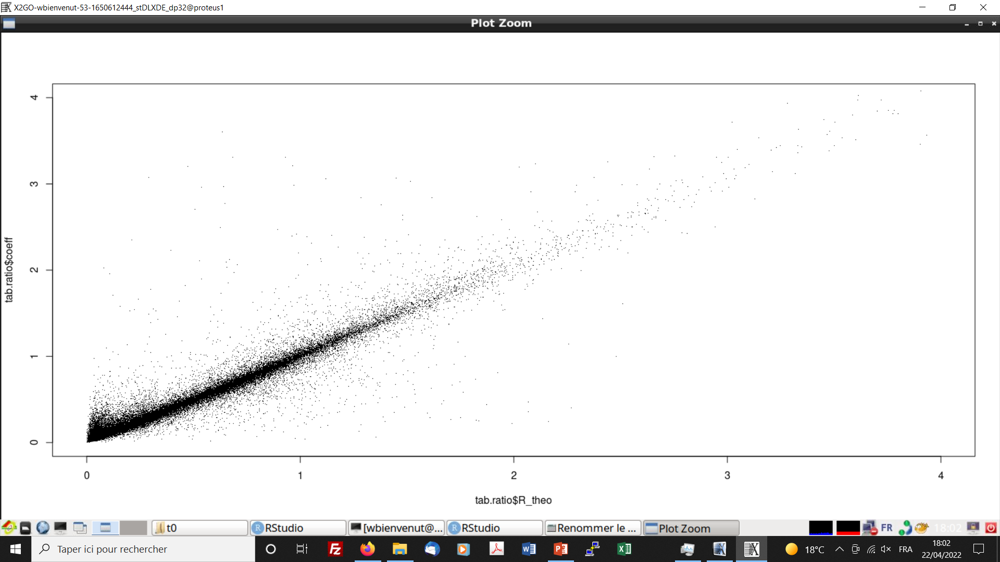 X2GO-wbienvenut-53-1650612444_stDLXDE_dp32@proteus1
Plot Zoom
4
3
2
1
0
tab.ratio$coeff
0 1 2 3 4
tab.ratio$R_theo
t0
RStudio
[wbienvenut@...
RStudio
Renommer le ...
Plot Zoom
FR
18:02
Taper ici pour rechercher
18°C
FRA
18:02
22/04/2022